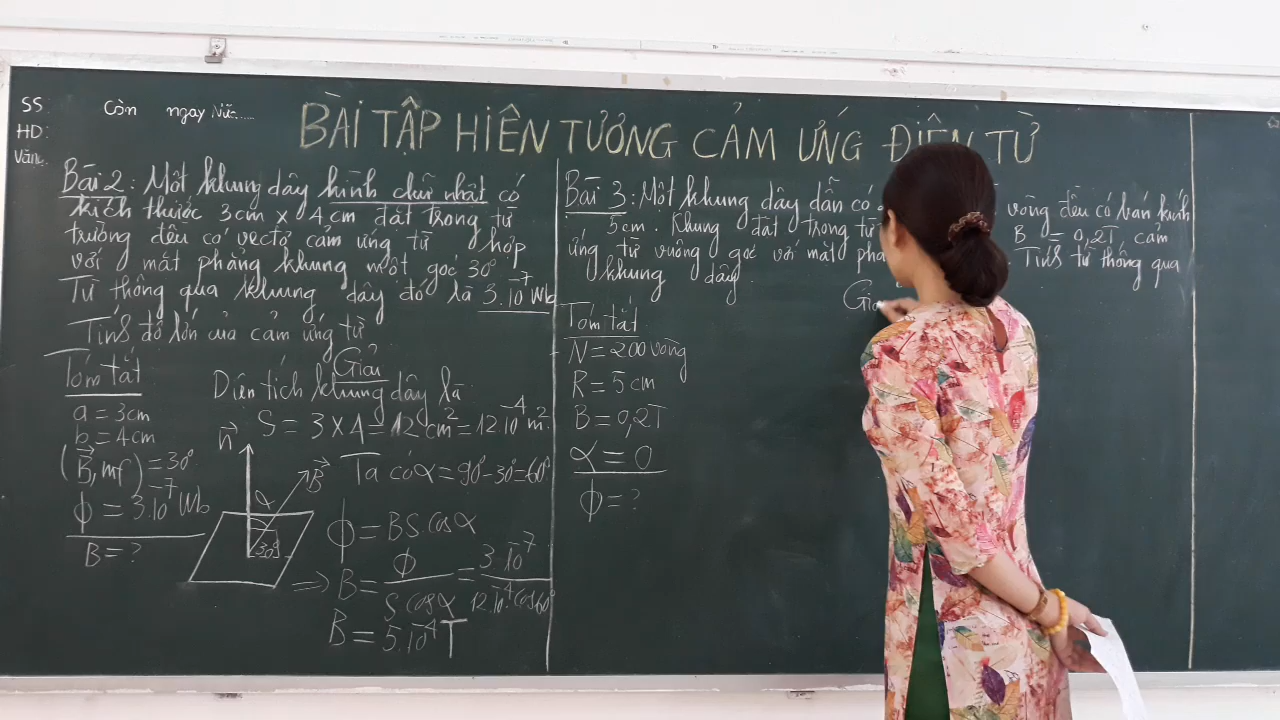 SS:
Còn ngay Nữ.....
HD:
Văng:
BÀI TẬP HIỆN TƯỢNG CẢM ỨNG ĐIỆN TỪ
Bài 2: Một khung dây hình chữ nhật có
kích thước 3cm x 4cm đặt trong từ
trường đều có vectơ cảm ứng từ hợp
với mặt phẳng khung một góc 30°
Từ thông qua khung dây đó là 3.10⁻⁷ Wb
Tính độ lớn của cảm ứng từ
Tóm tắt
a = 3cm
b = 4cm
(B⃗, mf) = 30°
ϕ = 3.10⁻⁷ Wb
B = ?
Giải
Diện tích khung dây là
S = 3 x 4 = 12 cm² = 12.10⁻⁴ m².
n⃗
α
B⃗
30°
Ta có α = 90° - 30° = 60°
ϕ = BS.cosα
=> B = ϕ / S cosα = 3.10⁻⁷ / 12.10⁻⁴ cos60°
B = 5.10⁻⁴ T
Bài 3: Một khung dây dẫn có vòng đều có bán kính
5cm. Khung đặt trong từ B = 0,2T cảm
ứng từ vuông góc với mặt Tính từ thông qua
khung dây.
Tóm tắt
N = 200 vòng
R = 5 cm
B = 0,2T
α = 0
ϕ = ?